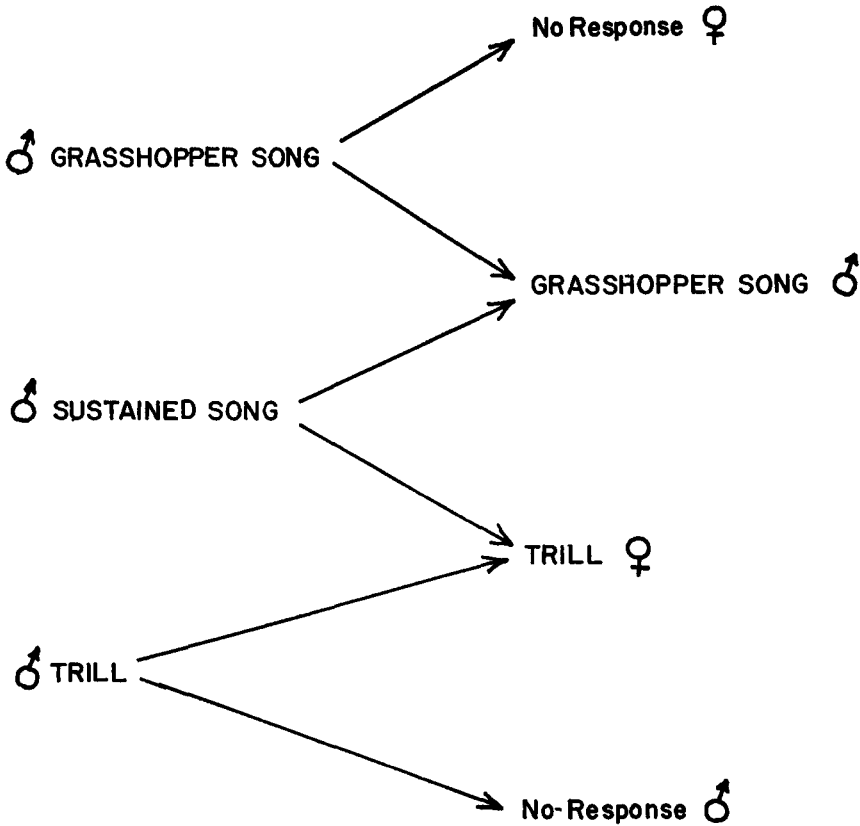 No Response ♀
♂ GRASSHOPPER SONG
GRASSHOPPER SONG ♂
♂ SUSTAINED SONG
TRILL ♀
♂ TRILL
No-Response ♂